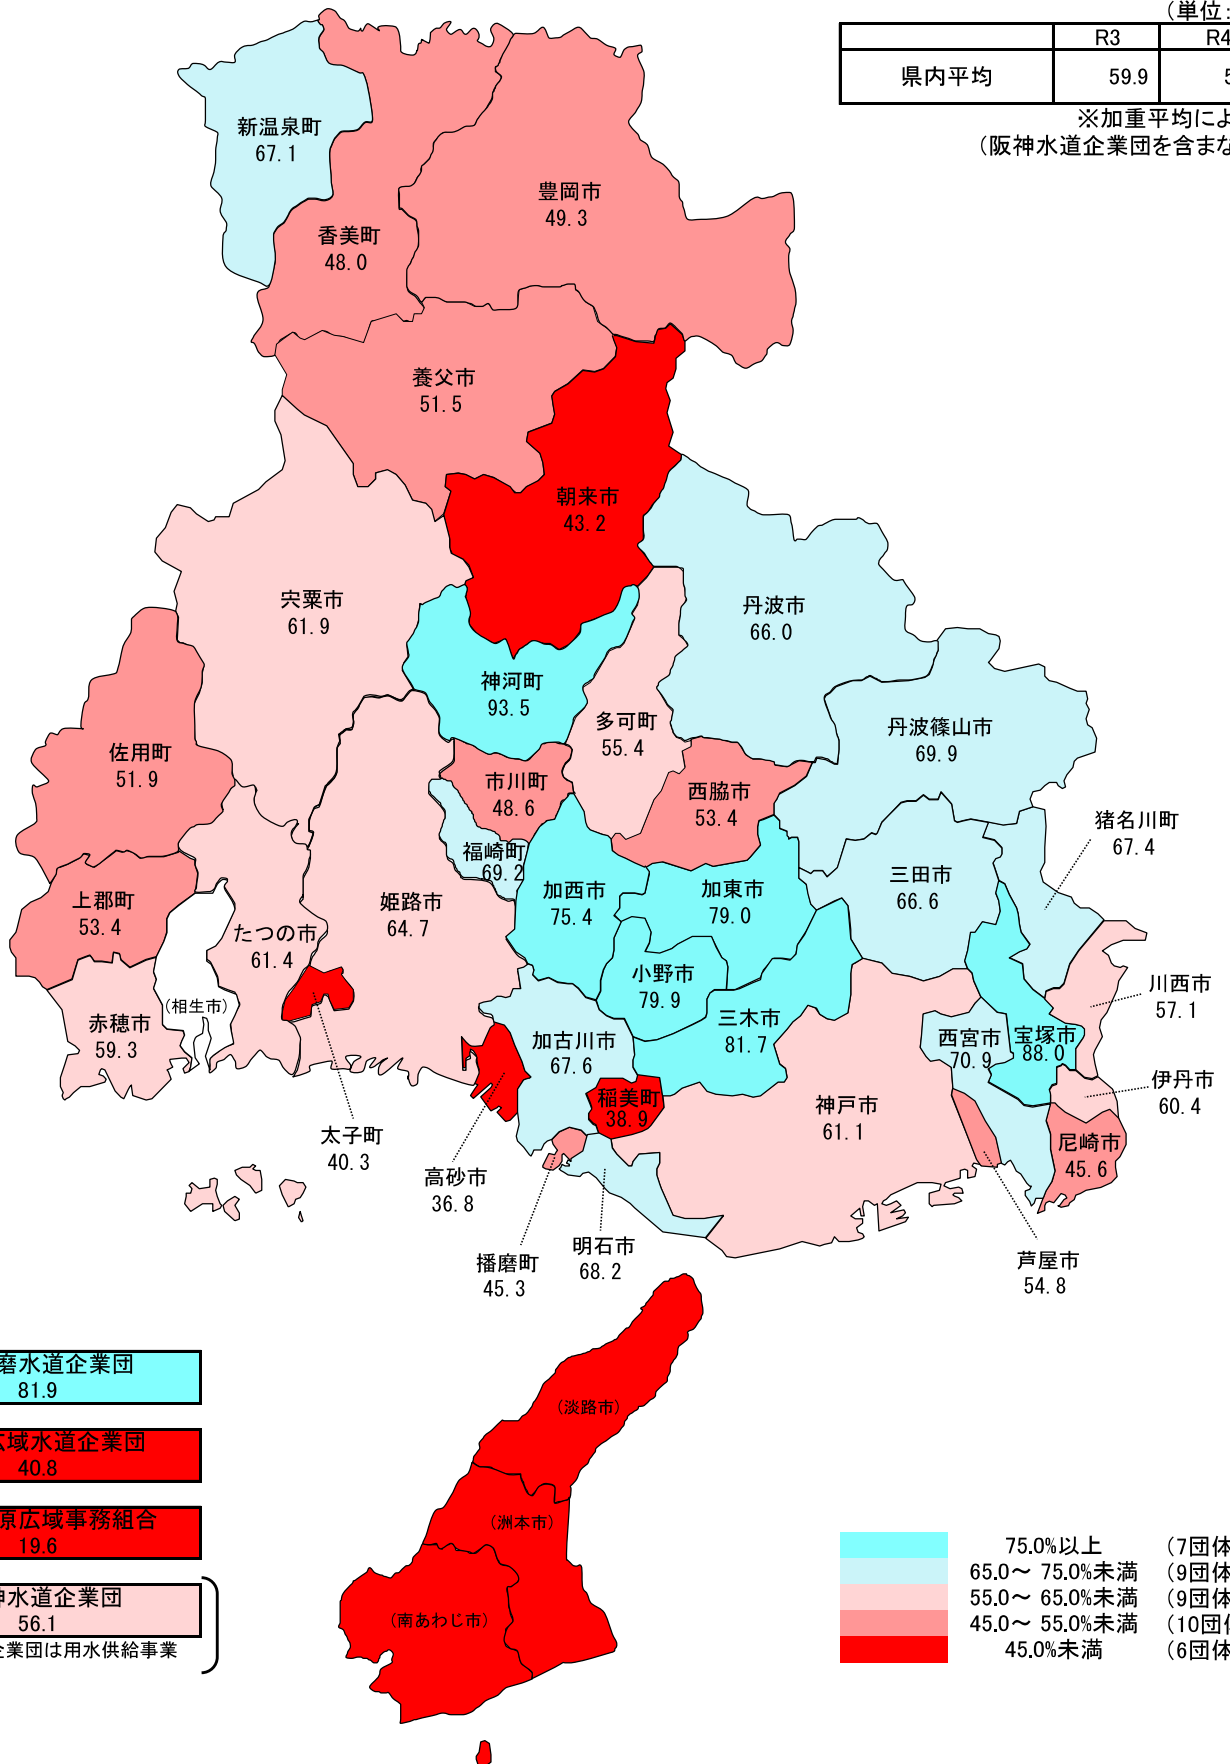 （単位：
R3 R4
県内平均 59.9 5
※加重平均によ
（阪神水道企業団を含まな
新温泉町
67.1
香美町
48.0
豊岡市
49.3
養父市
51.5
朝来市
43.2
宍粟市
61.9
丹波市
66.0
神河町
93.5
多可町
55.4
丹波篠山市
69.9
佐用町
51.9
市川町
48.6
西脇市
53.4
猪名川町
67.4
福崎町
69.2
上郡町
53.4
たつの市
61.4
姫路市
64.7
加西市
75.4
加東市
79.0
三田市
66.6
小野市
79.9
川西市
57.1
（相生市）
赤穂市
59.3
加古川市
67.6
三木市
81.7
西宮市
70.9
宝塚市
88.0
伊丹市
60.4
稲美町
38.9
神戸市
61.1
尼崎市
45.6
太子町
40.3
高砂市
36.8
播磨町
45.3
明石市
68.2
芦屋市
54.8
磨水道企業団
81.9
広域水道企業団
40.8
原広域事務組合
19.6
神水道企業団
56.1
企業団は用水供給事業
（淡路市）
（洲本市）
（南あわじ市）
75.0%以上 （7団体
65.0～ 75.0%未満 （9団体
55.0～ 65.0%未満 （9団体
45.0～ 55.0%未満 （10団体
45.0%未満 （6団体